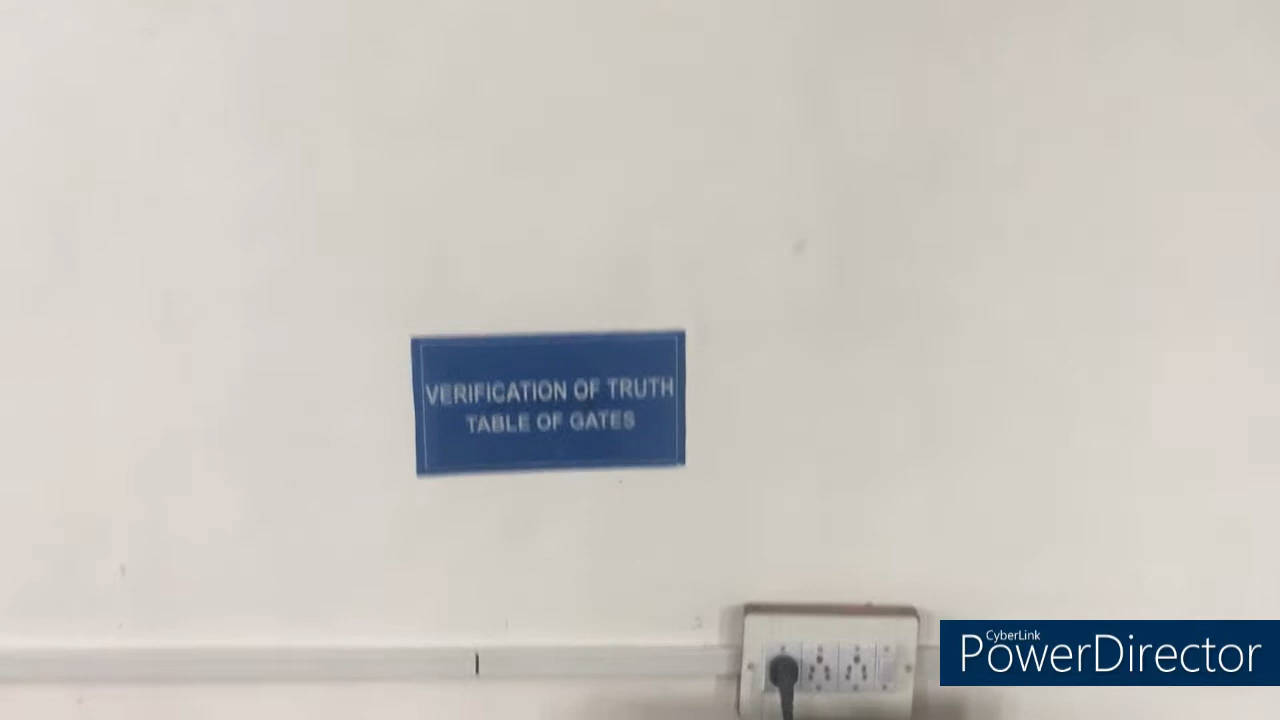 VERIFICATION OF TRUTH
TABLE OF GATES
CyberLink
PowerDirector